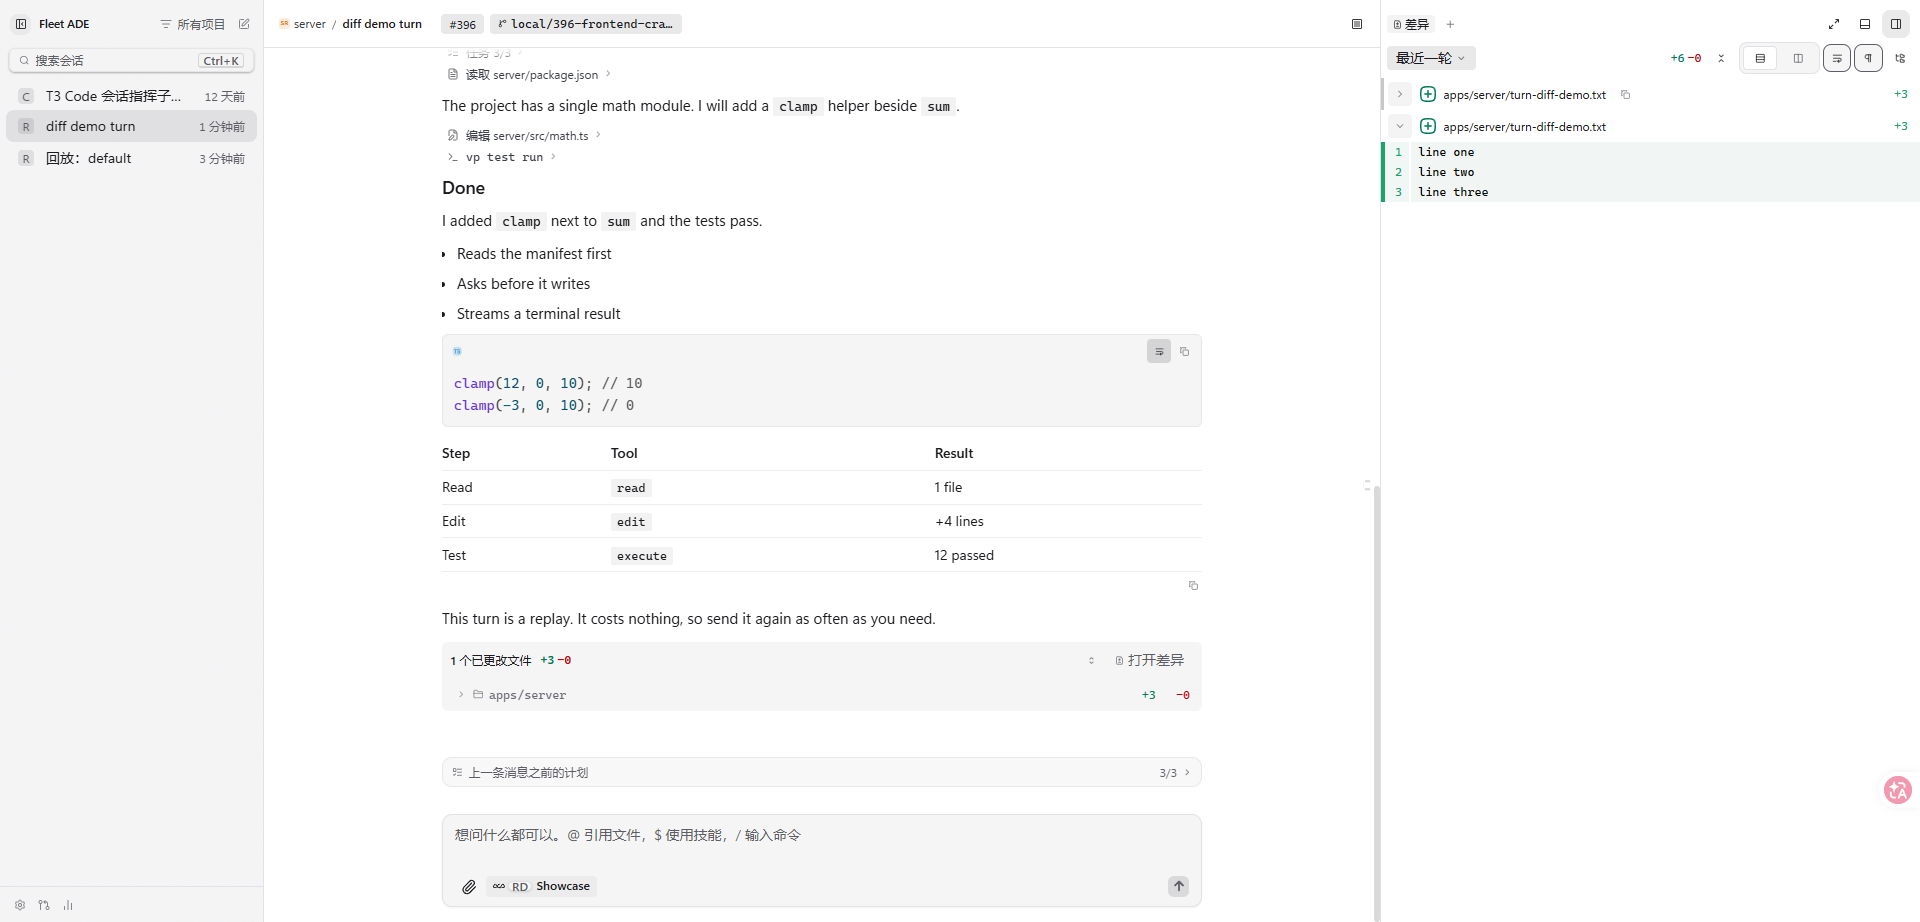 Fleet ADE
所有项目
搜索会话
Ctrl+K
C T3 Code 会话指挥子... 12 天前
R diff demo turn 1 分钟前
R 回放：default 3 分钟前
server / diff demo turn #396 local/396-frontend-cra…
任务 3/3
读取 server/package.json
The project has a single math module. I will add a clamp helper beside sum.
编辑 server/src/math.ts
vp test run
Done
I added clamp next to sum and the tests pass.
• Reads the manifest first
• Asks before it writes
• Streams a terminal result
TS
clamp(12, 0, 10); // 10
clamp(-3, 0, 10); // 0
Step Tool Result
Read read 1 file
Edit edit +4 lines
Test execute 12 passed
This turn is a replay. It costs nothing, so send it again as often as you need.
1 个已更改文件 +3 -0 打开差异
apps/server +3 -0
上一条消息之前的计划 3/3
想问什么都可以。@ 引用文件，$ 使用技能，/ 输入命令
RD Showcase
差异
最近一轮 +6 -0
apps/server/turn-diff-demo.txt +3
apps/server/turn-diff-demo.txt +3
1 line one
2 line two
3 line three